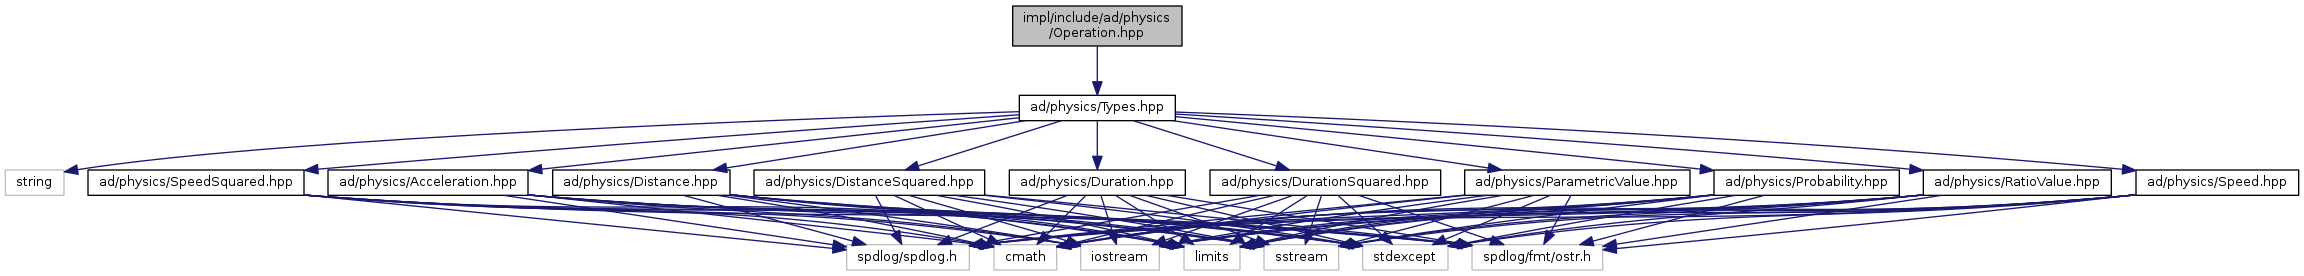 impl/include/ad/physics
/Operation.hpp
ad/physics/Types.hpp
string
ad/physics/SpeedSquared.hpp
ad/physics/Acceleration.hpp
ad/physics/Distance.hpp
ad/physics/DistanceSquared.hpp
ad/physics/Duration.hpp
ad/physics/DurationSquared.hpp
ad/physics/ParametricValue.hpp
ad/physics/Probability.hpp
ad/physics/RatioValue.hpp
ad/physics/Speed.hpp
spdlog/spdlog.h
cmath
iostream
limits
sstream
stdexcept
spdlog/fmt/ostr.h